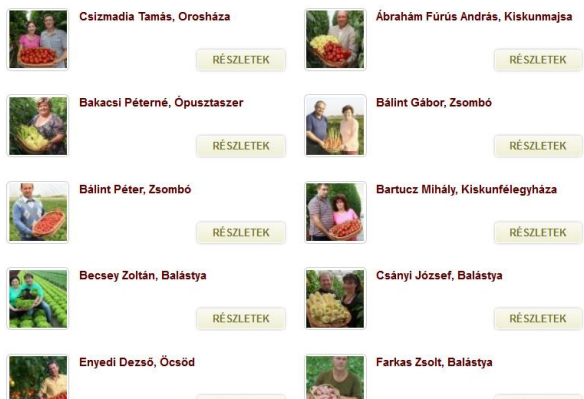 Csizmadia Tamás, Orosháza
Ábrahám Fúrús András, Kiskunmajsa
RÉSZLETEK
RÉSZLETEK
Bakacsi Péterné, Ópusztaszer
Bálint Gábor, Zsombó
RÉSZLETEK
RÉSZLETEK
Bálint Péter, Zsombó
Bartucz Mihály, Kiskunfélegyháza
RÉSZLETEK
RÉSZLETEK
Becsey Zoltán, Balástya
Csányi József, Balástya
RÉSZLETEK
RÉSZLETEK
Enyedi Dezső, Öcsöd
Farkas Zsolt, Balástya